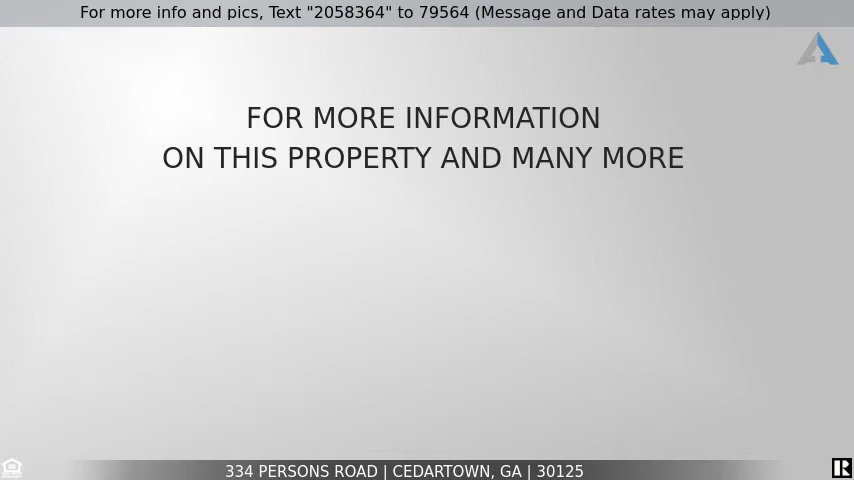 For more info and pics, Text "2058364" to 79564 (Message and Data rates may apply)
FOR MORE INFORMATION
ON THIS PROPERTY AND MANY MORE
334 PERSONS ROAD | CEDARTOWN, GA | 30125